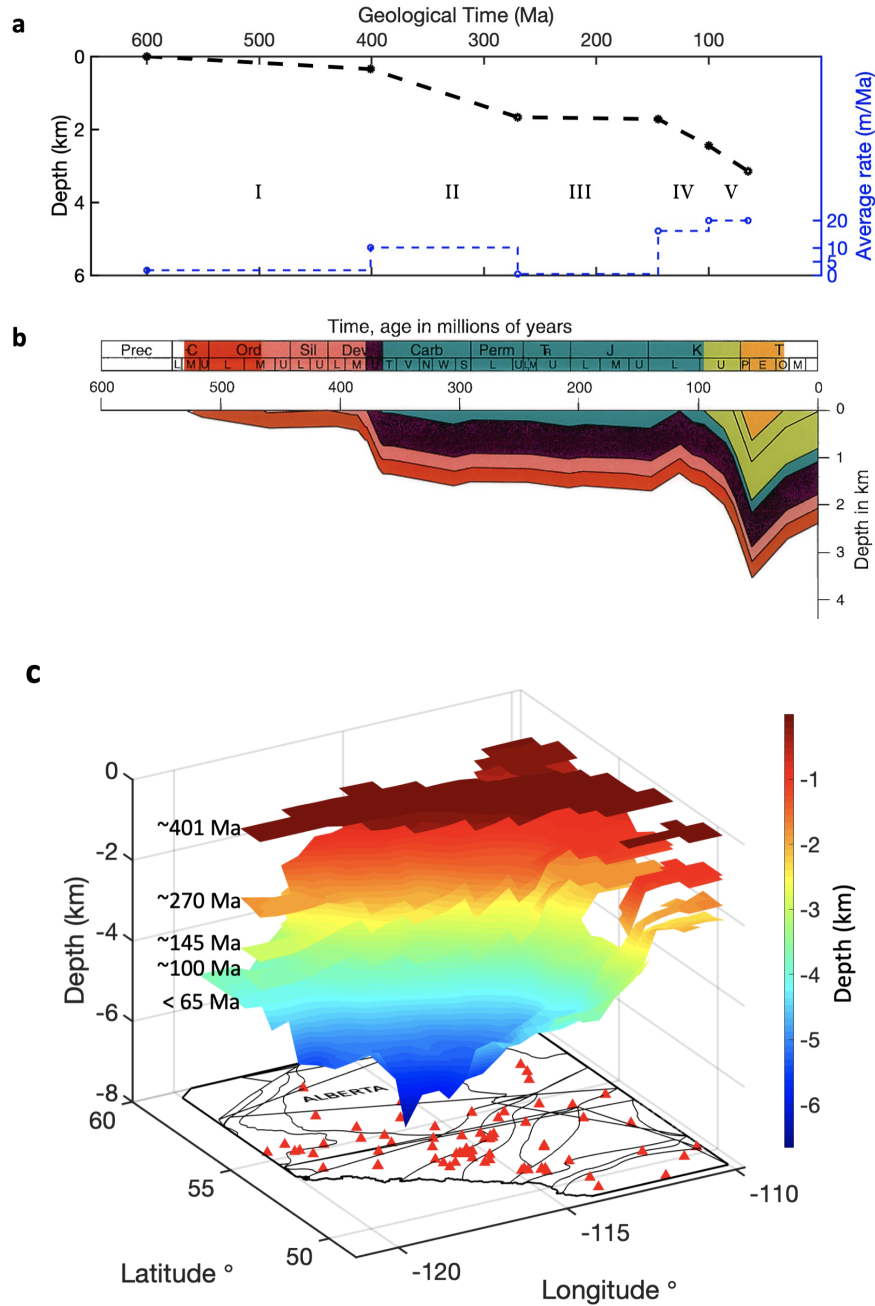 a
Geological Time (Ma)
600 500 400 300 200 100
0
2
4
6
Depth (km)
I II III IV V
20
10
5
0
Average rate (m/Ma)
b
Time, age in millions of years
Prec C Ord Sil Dev Carb Perm Tr J K T
L M U L M U L U L M U T V N W S L U L M U L M U L U P E O M
600 500 400 300 200 100 0
0
1
2
3
4
Depth in km
c
0
-2
-4
-6
-8
Depth (km)
~401 Ma
~270 Ma
~145 Ma
~100 Ma
< 65 Ma
ALBERTA
60
55
50
Latitude °
-120
-115
-110
Longitude °
-1
-2
-3
-4
-5
-6
Depth (km)